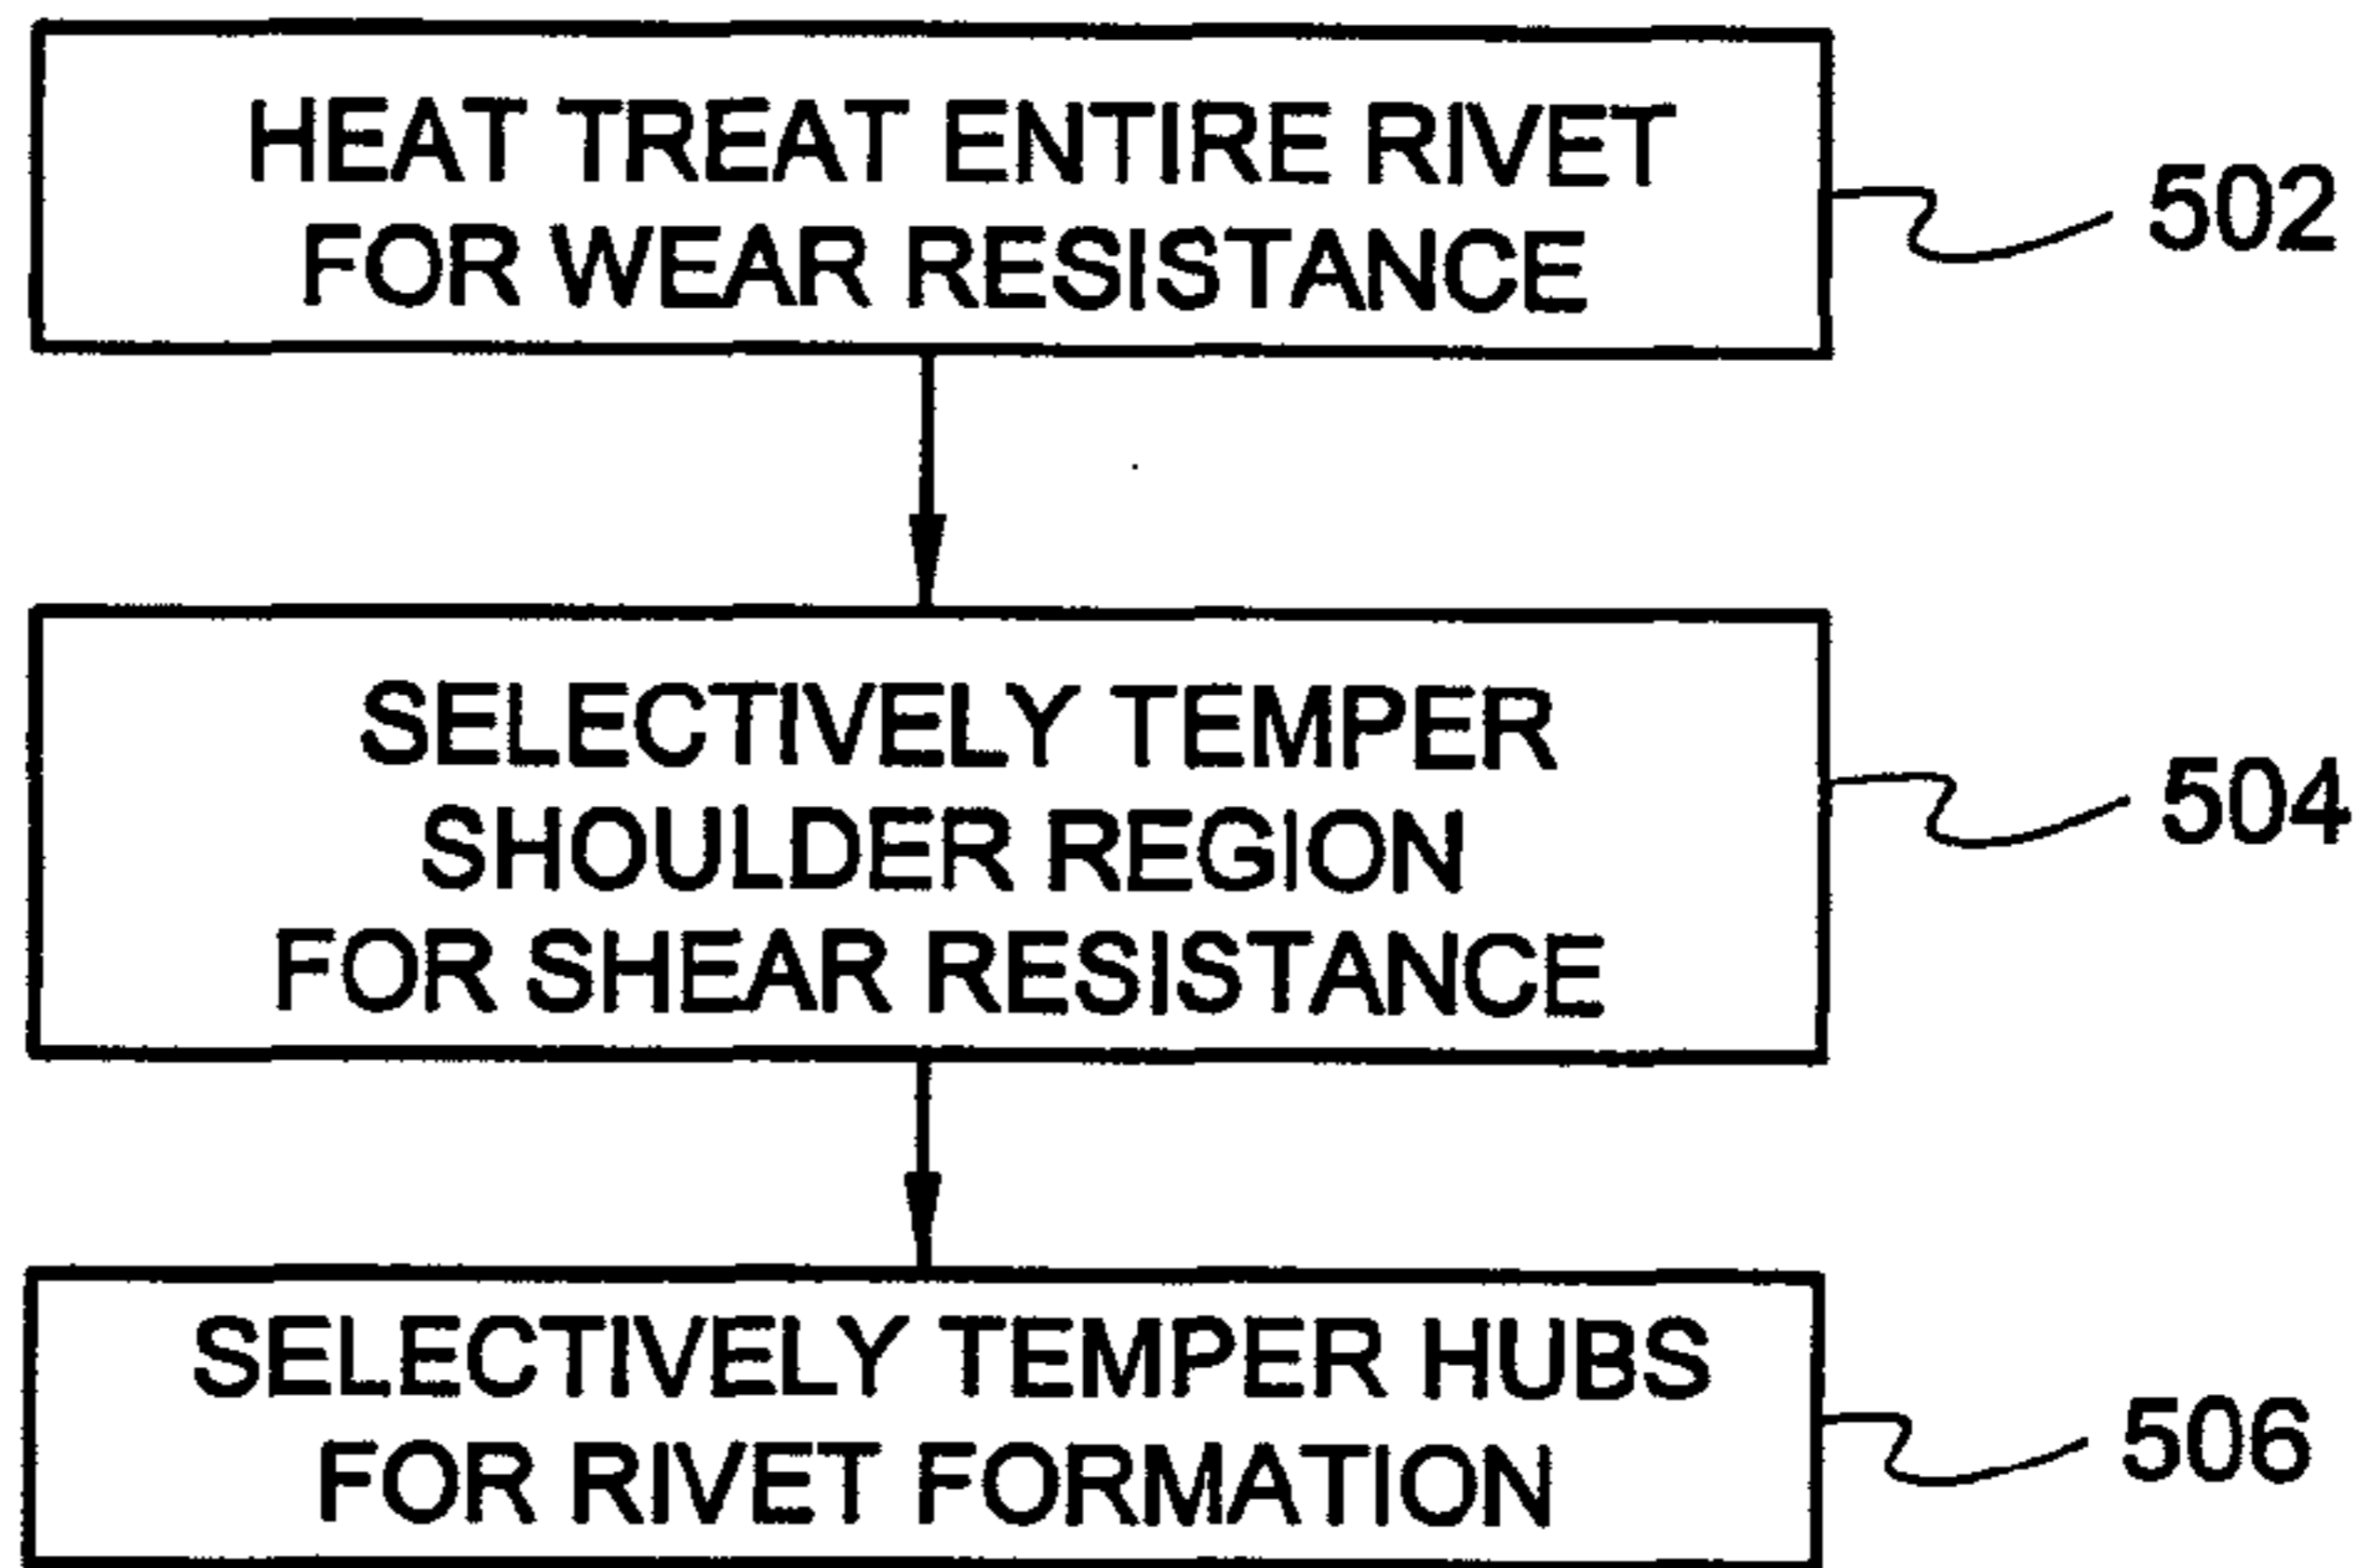 HEAT TREAT ENTIRE RIVET
FOR WEAR RESISTANCE
502
SELECTIVELY TEMPER
SHOULDER REGION
FOR SHEAR RESISTANCE
504
SELECTIVELY TEMPER HUBS
FOR RIVET FORMATION
506